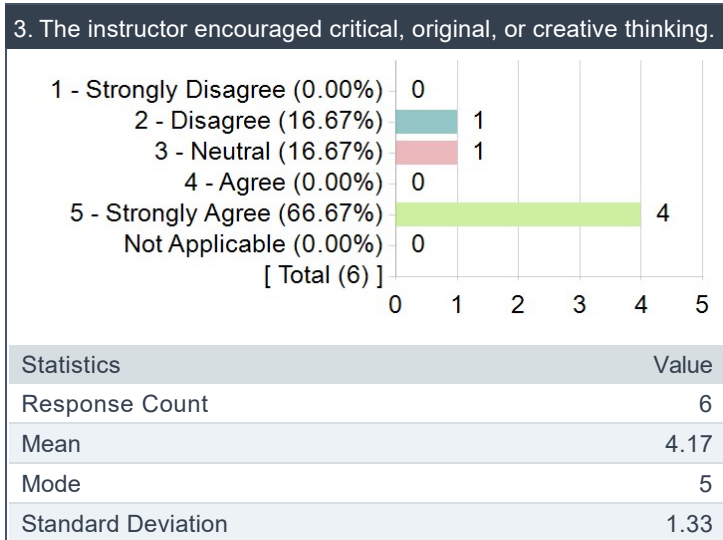 3. The instructor encouraged critical, original, or creative thinking.
1 - Strongly Disagree (0.00%) 0
2 - Disagree (16.67%) 1
3 - Neutral (16.67%) 1
4 - Agree (0.00%) 0
5 - Strongly Agree (66.67%) 4
Not Applicable (0.00%) 0
[ Total (6) ]
0 1 2 3 4 5
Statistics Value
Response Count 6
Mean 4.17
Mode 5
Standard Deviation 1.33